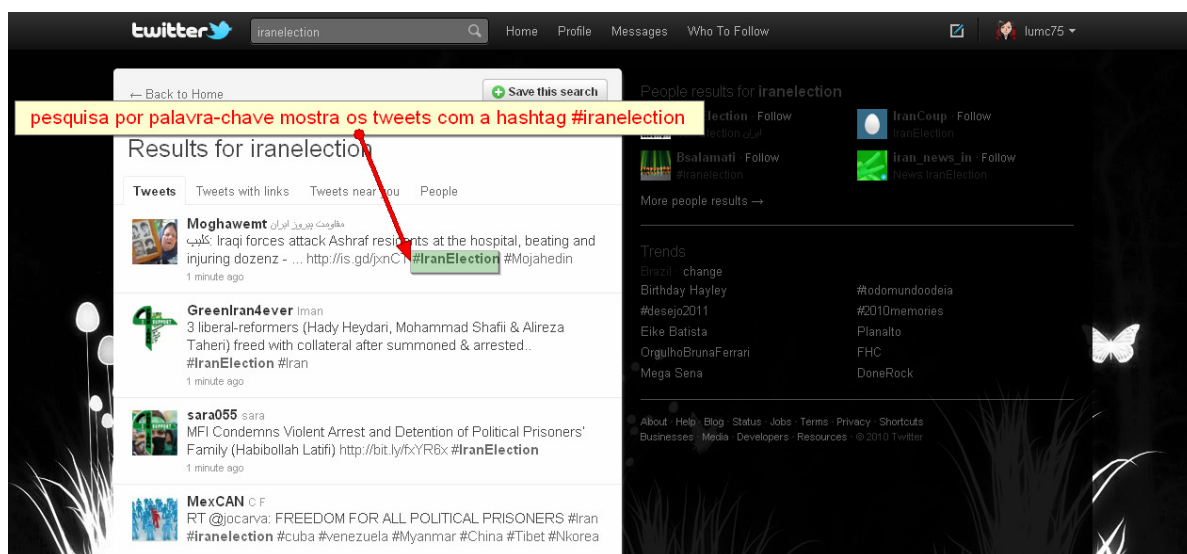 twitter
iranelection
Home Profile Messages Who To Follow
lumc75
← Back to Home
Save this search
pesquisa por palavra-chave mostra os tweets com a hashtag #iranelection
Results for iranelection
Tweets Tweets with links Tweets near you People
Moghawemt مقاومت پیروز ایران
کلیپ: Iraqi forces attack Ashraf residents at the hospital, beating and
injuring dozenz - ... http://is.gd/jxnC #IranElection #Mojahedin
1 minute ago
GreenIran4ever Iman
3 liberal-reformers (Hady Heydari, Mohammad Shafii & Alireza
Taheri) freed with collateral after summoned & arrested..
#IranElection #Iran
1 minute ago
sara055 sara
MFI Condemns Violent Arrest and Detention of Political Prisoners'
Family (Habibollah Latifi) http://bit.ly/fxYR6x #IranElection
1 minute ago
MexCAN C F
RT @jocarva: FREEDOM FOR ALL POLITICAL PRISONERS #Iran
#iranelection #cuba #venezuela #Myanmar #China #Tibet #Nkorea
People results for iranelection
lection · Follow
lection ایران
IranCoup · Follow
IranElection
Bsalamati · Follow
#iranelection
iran_news_in · Follow
News IranElection
More people results →
Trends
Brazil · change
Birthday Hayley
#desejo2011
Eike Batista
OrgulhoBrunaFerrari
Mega Sena
#todomundoodeia
#2010memories
Planalto
FHC
DoneRock
About · Help · Blog · Status · Jobs · Terms · Privacy · Shortcuts
Businesses · Media · Developers · Resources · © 2010 Twitter